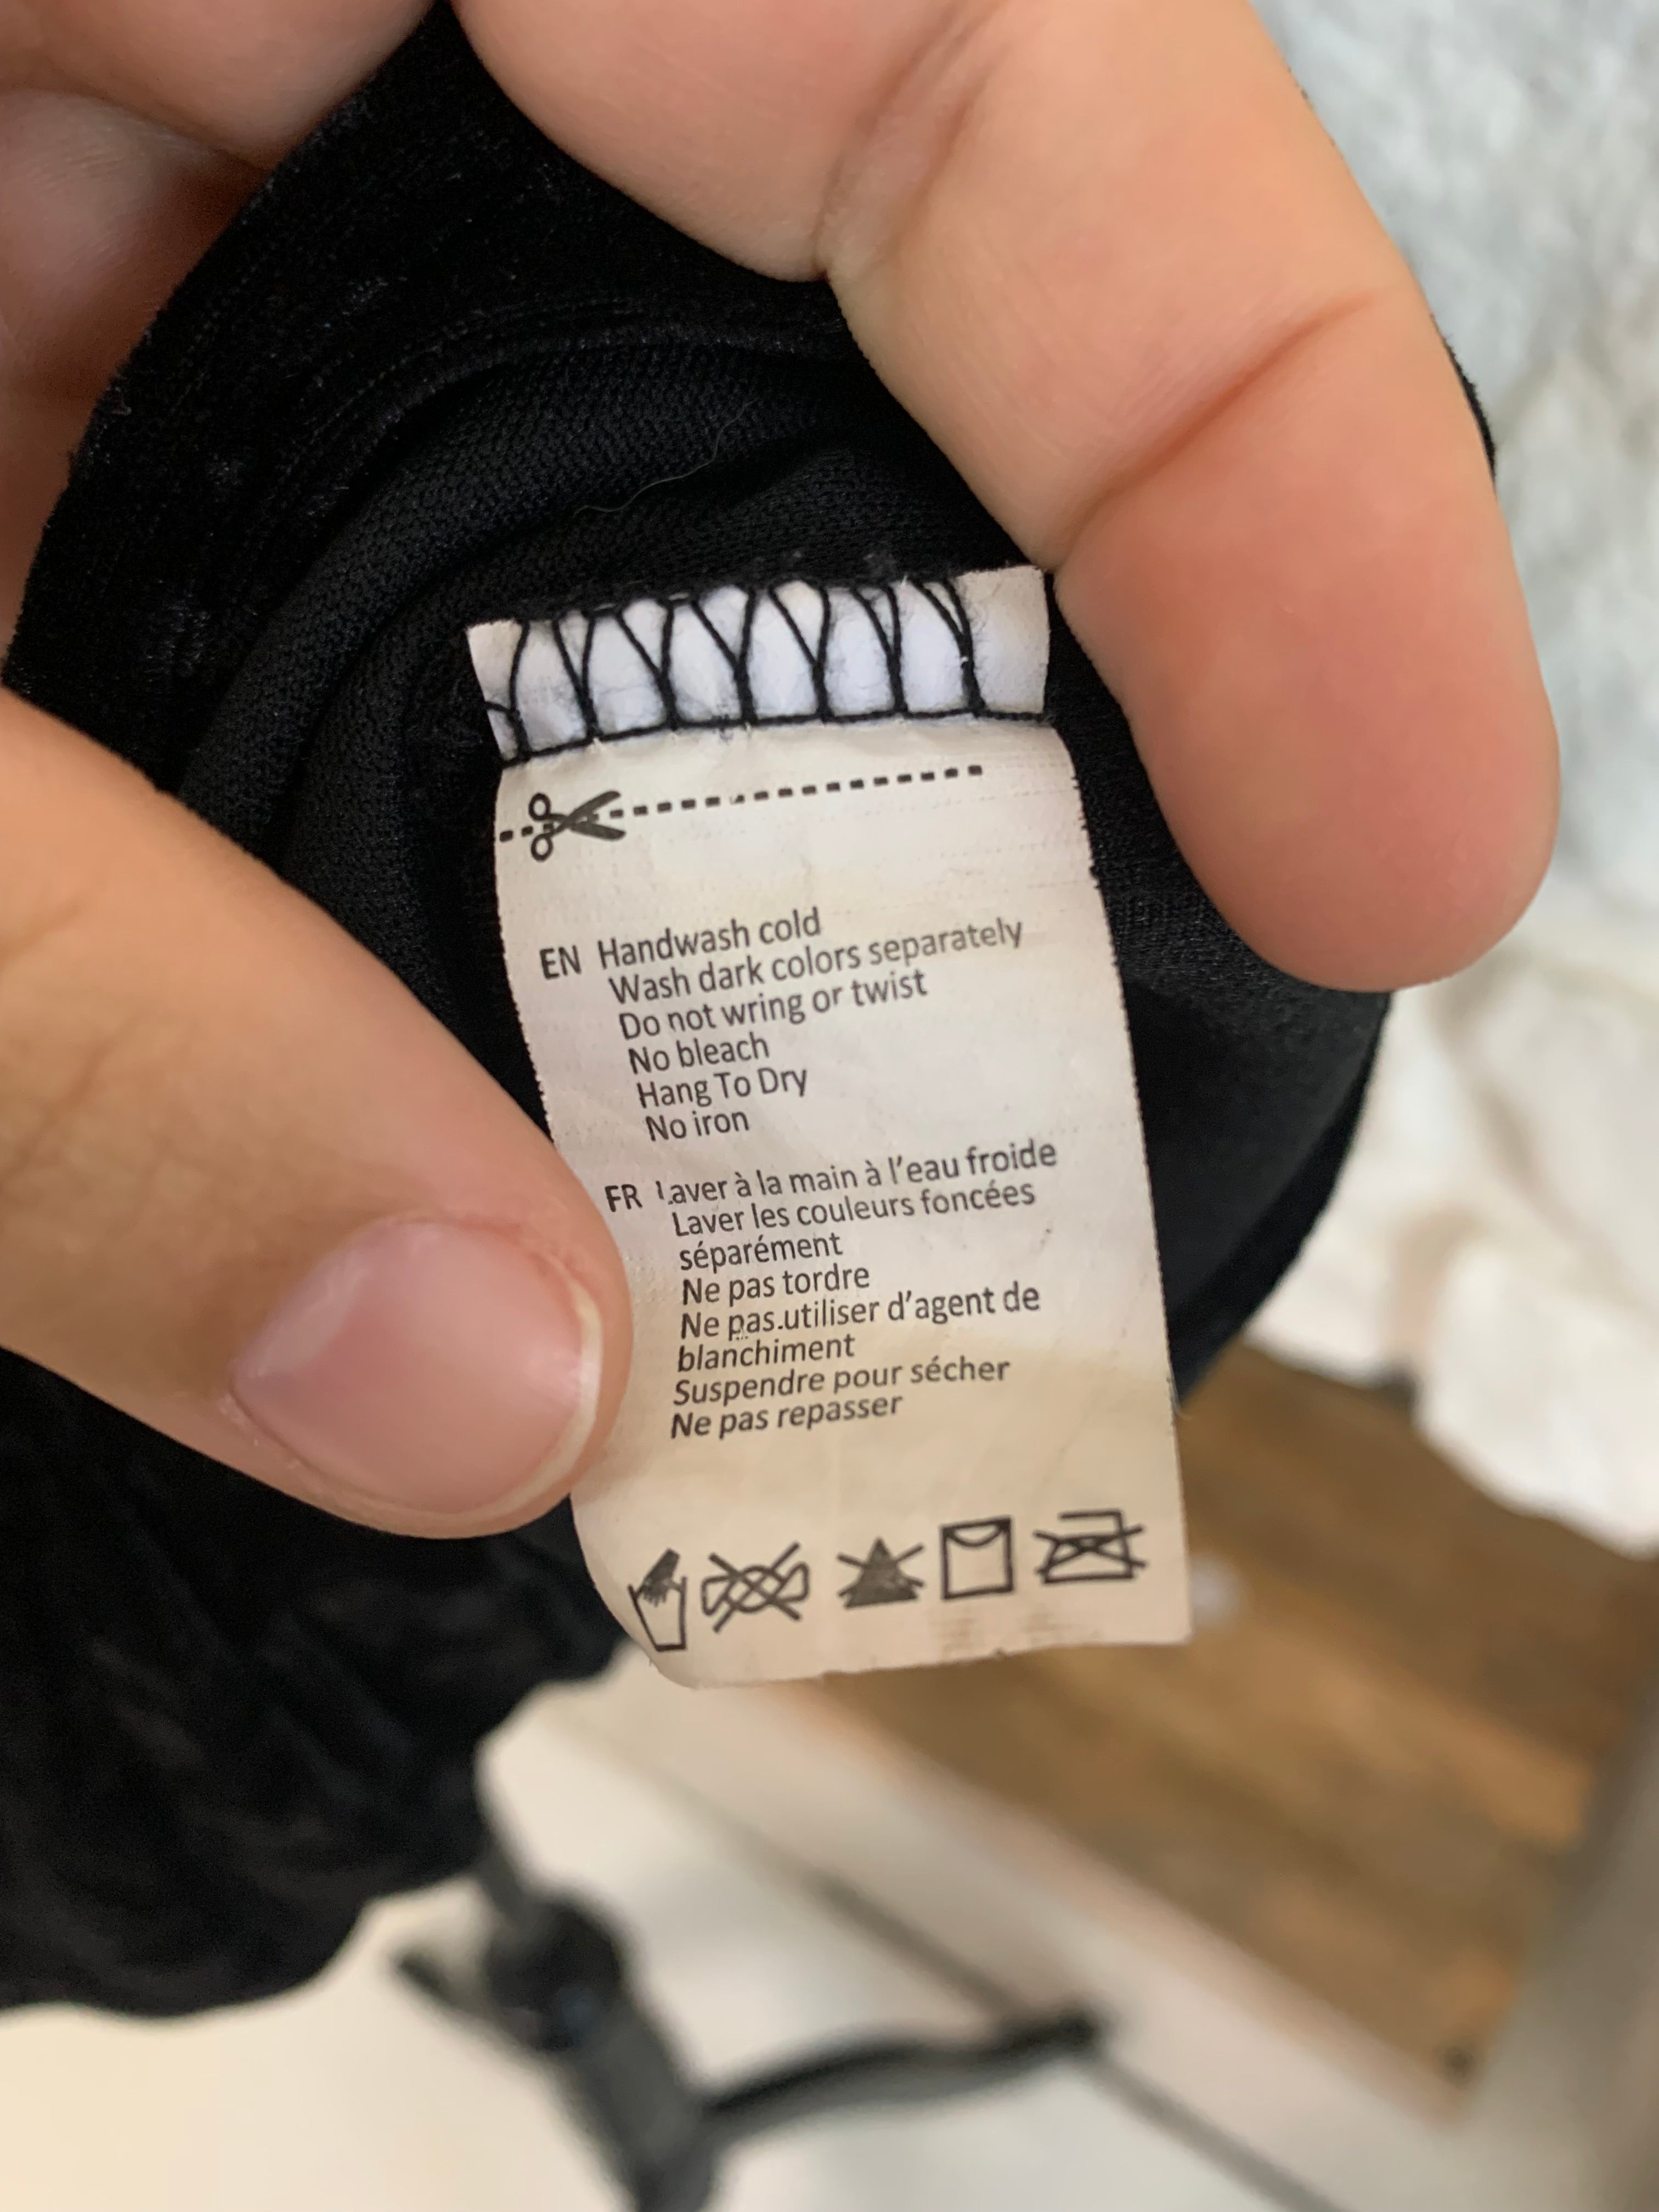 EN Handwash cold
Wash dark colors separately
Do not wring or twist
No bleach
Hang To Dry
No iron
FR Laver à la main à l'eau froide
Laver les couleurs foncées
séparément
Ne pas tordre
Ne pas.utiliser d'agent de
blanchiment
Suspendre pour sécher
Ne pas repasser